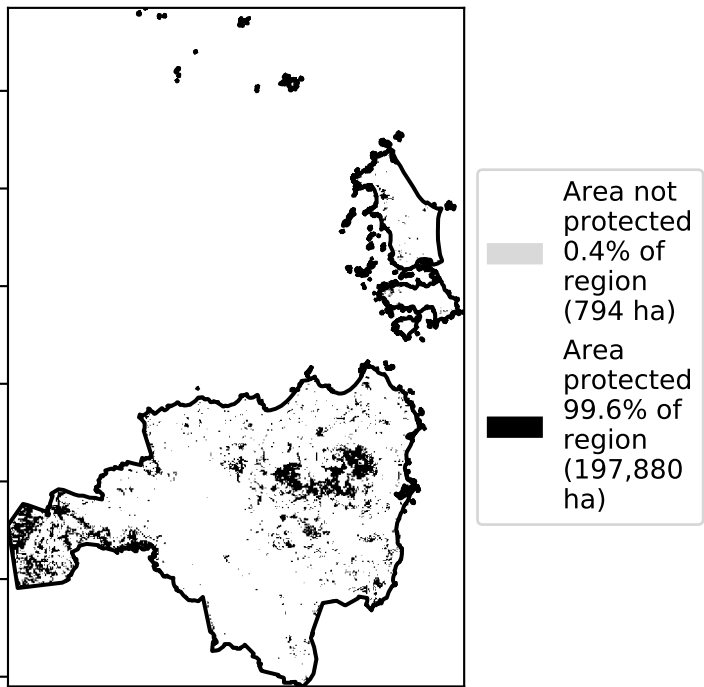 Area not
protected
0.4% of
region
(794 ha)
Area
protected
99.6% of
region
(197,880
ha)